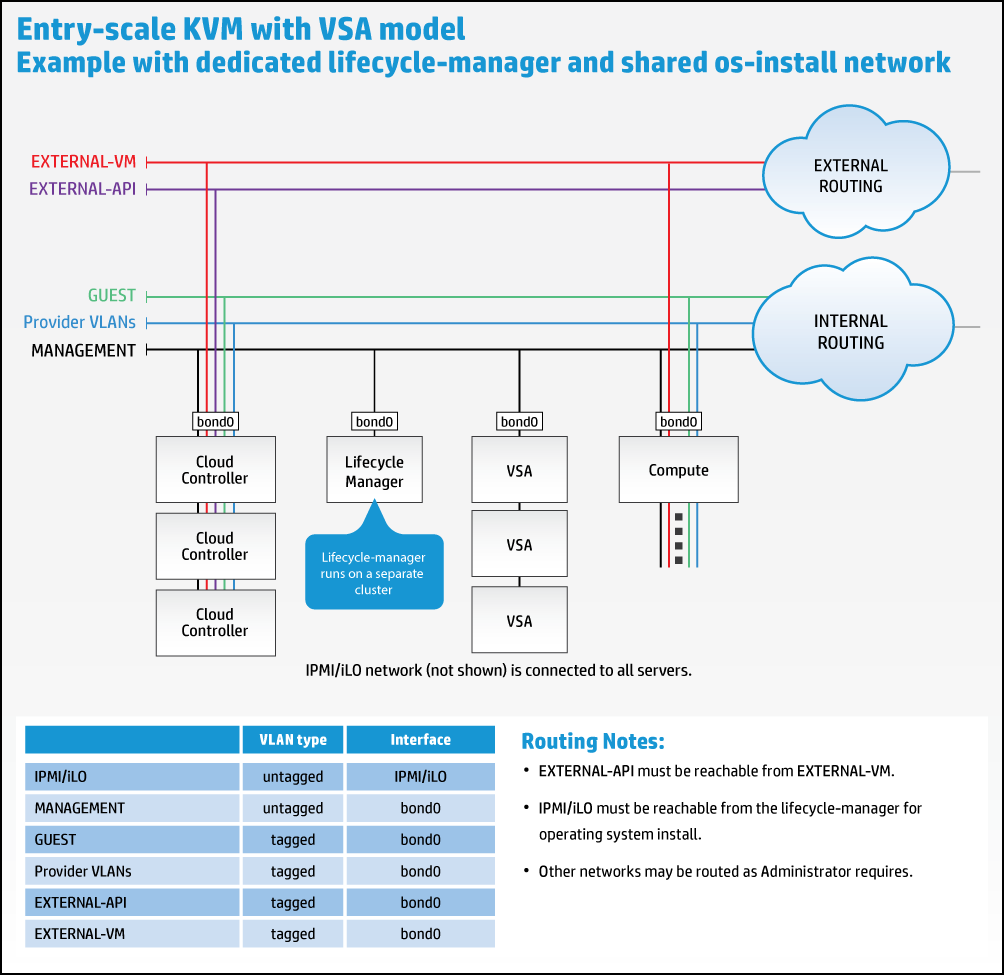 Entry-scale KVM with VSA model
Example with dedicated lifecycle-manager and shared os-install network
EXTERNAL-VM
EXTERNAL-API
EXTERNAL
ROUTING
GUEST
Provider VLANs
MANAGEMENT
INTERNAL
ROUTING
bond0
bond0
bond0
bond0
Cloud
Controller
Lifecycle
Manager
VSA
Compute
Cloud
Controller
VSA
Lifecycle-manager
runs on a separate
cluster
Cloud
Controller
VSA
IPMI/iLO network (not shown) is connected to all servers.
VLAN type Interface
IPMI/iLO untagged IPMI/iLO
MANAGEMENT untagged bond0
GUEST tagged bond0
Provider VLANs tagged bond0
EXTERNAL-API tagged bond0
EXTERNAL-VM tagged bond0
Routing Notes:
• EXTERNAL-API must be reachable from EXTERNAL-VM.
• IPMI/iLO must be reachable from the lifecycle-manager for
operating system install.
• Other networks may be routed as Administrator requires.